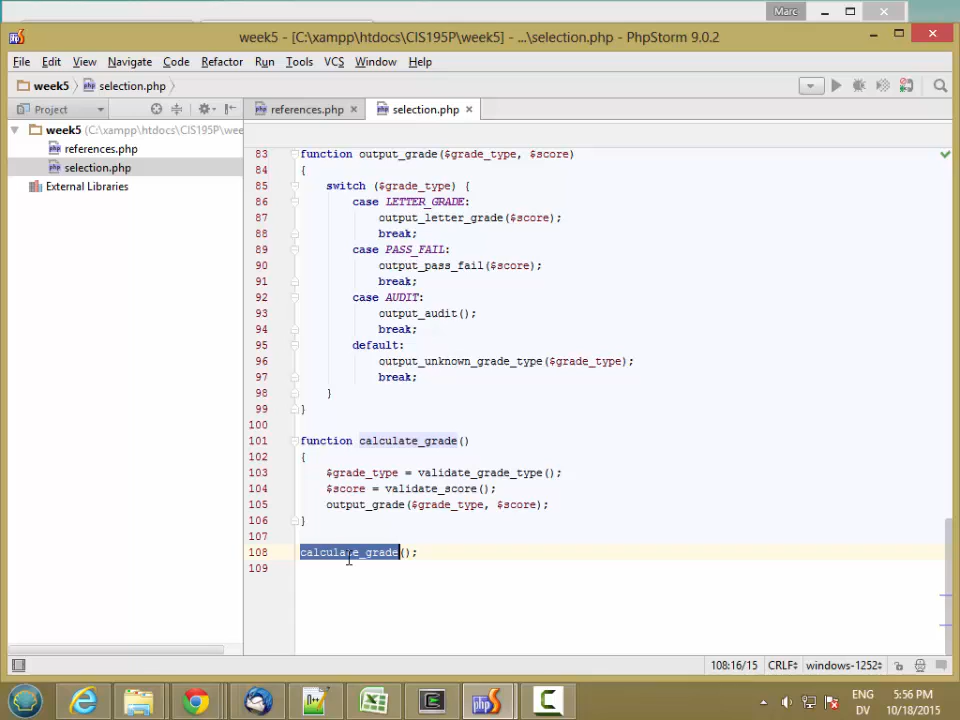 Marc
week5 - [C:\xampp\htdocs\CIS195P\week5] - ...\selection.php - PhpStorm 9.0.2
File Edit View Navigate Code Refactor Run Tools VCS Window Help
week5 selection.php
Project references.php selection.php
week5 (C:\xampp\htdocs\CIS195P\wee
references.php
selection.php
External Libraries
83 function output_grade($grade_type, $score)
84 {
85 switch ($grade_type) {
86 case LETTER_GRADE:
87 output_letter_grade($score);
88 break;
89 case PASS_FAIL:
90 output_pass_fail($score);
91 break;
92 case AUDIT:
93 output_audit();
94 break;
95 default:
96 output_unknown_grade_type($grade_type);
97 break;
98 }
99 }
100
101 function calculate_grade()
102 {
103 $grade_type = validate_grade_type();
104 $score = validate_score();
105 output_grade($grade_type, $score);
106 }
107
108 calculate_grade();
109
108:16/15 CRLF windows-1252
ENG 5:56 PM
DV 10/18/2015